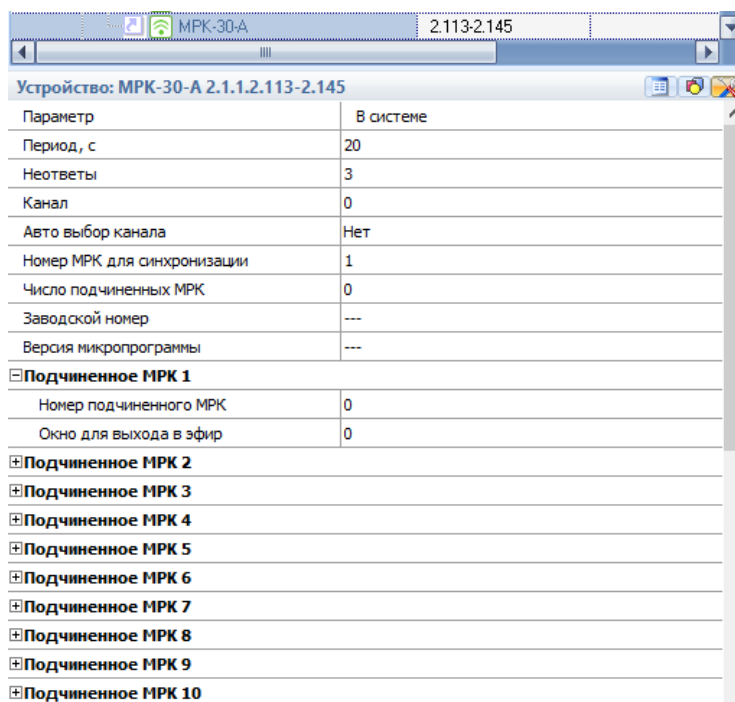 МРК-30-А 2.113-2.145
Устройство: МРК-30-А 2.1.1.2.113-2.145
Параметр В системе
Период, с 20
Неответы 3
Канал 0
Авто выбор канала Нет
Номер МРК для синхронизации 1
Число подчиненных МРК 0
Заводской номер ---
Версия микропрограммы ---
Подчиненное МРК 1
Номер подчиненного МРК 0
Окно для выхода в эфир 0
Подчиненное МРК 2
Подчиненное МРК 3
Подчиненное МРК 4
Подчиненное МРК 5
Подчиненное МРК 6
Подчиненное МРК 7
Подчиненное МРК 8
Подчиненное МРК 9
Подчиненное МРК 10